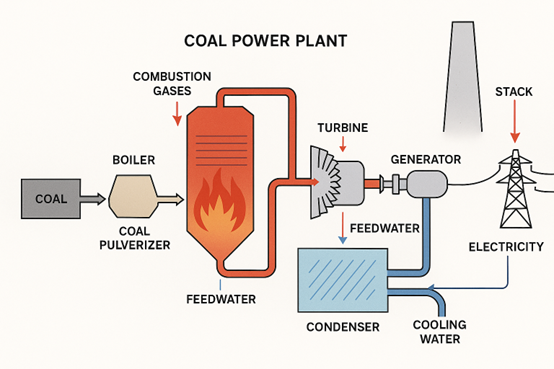 COAL POWER PLANT
COMBUSTION
GASES
STACK
TURBINE
BOILER
GENERATOR
COAL
COAL
PULVERIZER
FEEDWATER
ELECTRICITY
FEEDWATER
CONDENSER
COOLING
WATER